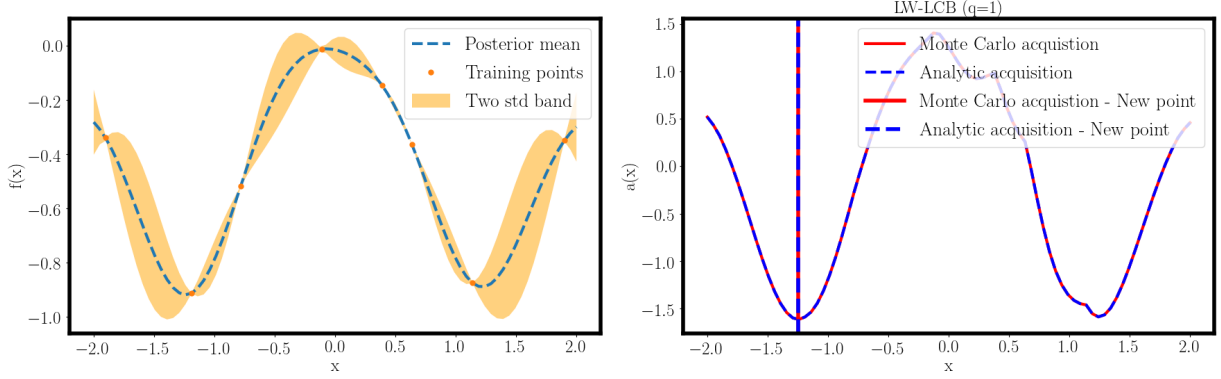 0.0
−0.2
−0.4
−0.6
−0.8
−1.0
f(x)
−2.0 −1.5 −1.0 −0.5 0.0 0.5 1.0 1.5 2.0
x
Posterior mean
Training points
Two std band
LW-LCB (q=1)
1.5
1.0
0.5
0.0
−0.5
−1.0
−1.5
a(x)
−2.0 −1.5 −1.0 −0.5 0.0 0.5 1.0 1.5 2.0
x
Monte Carlo acquistion
Analytic acquisition
Monte Carlo acquistion - New point
Analytic acquisition - New point